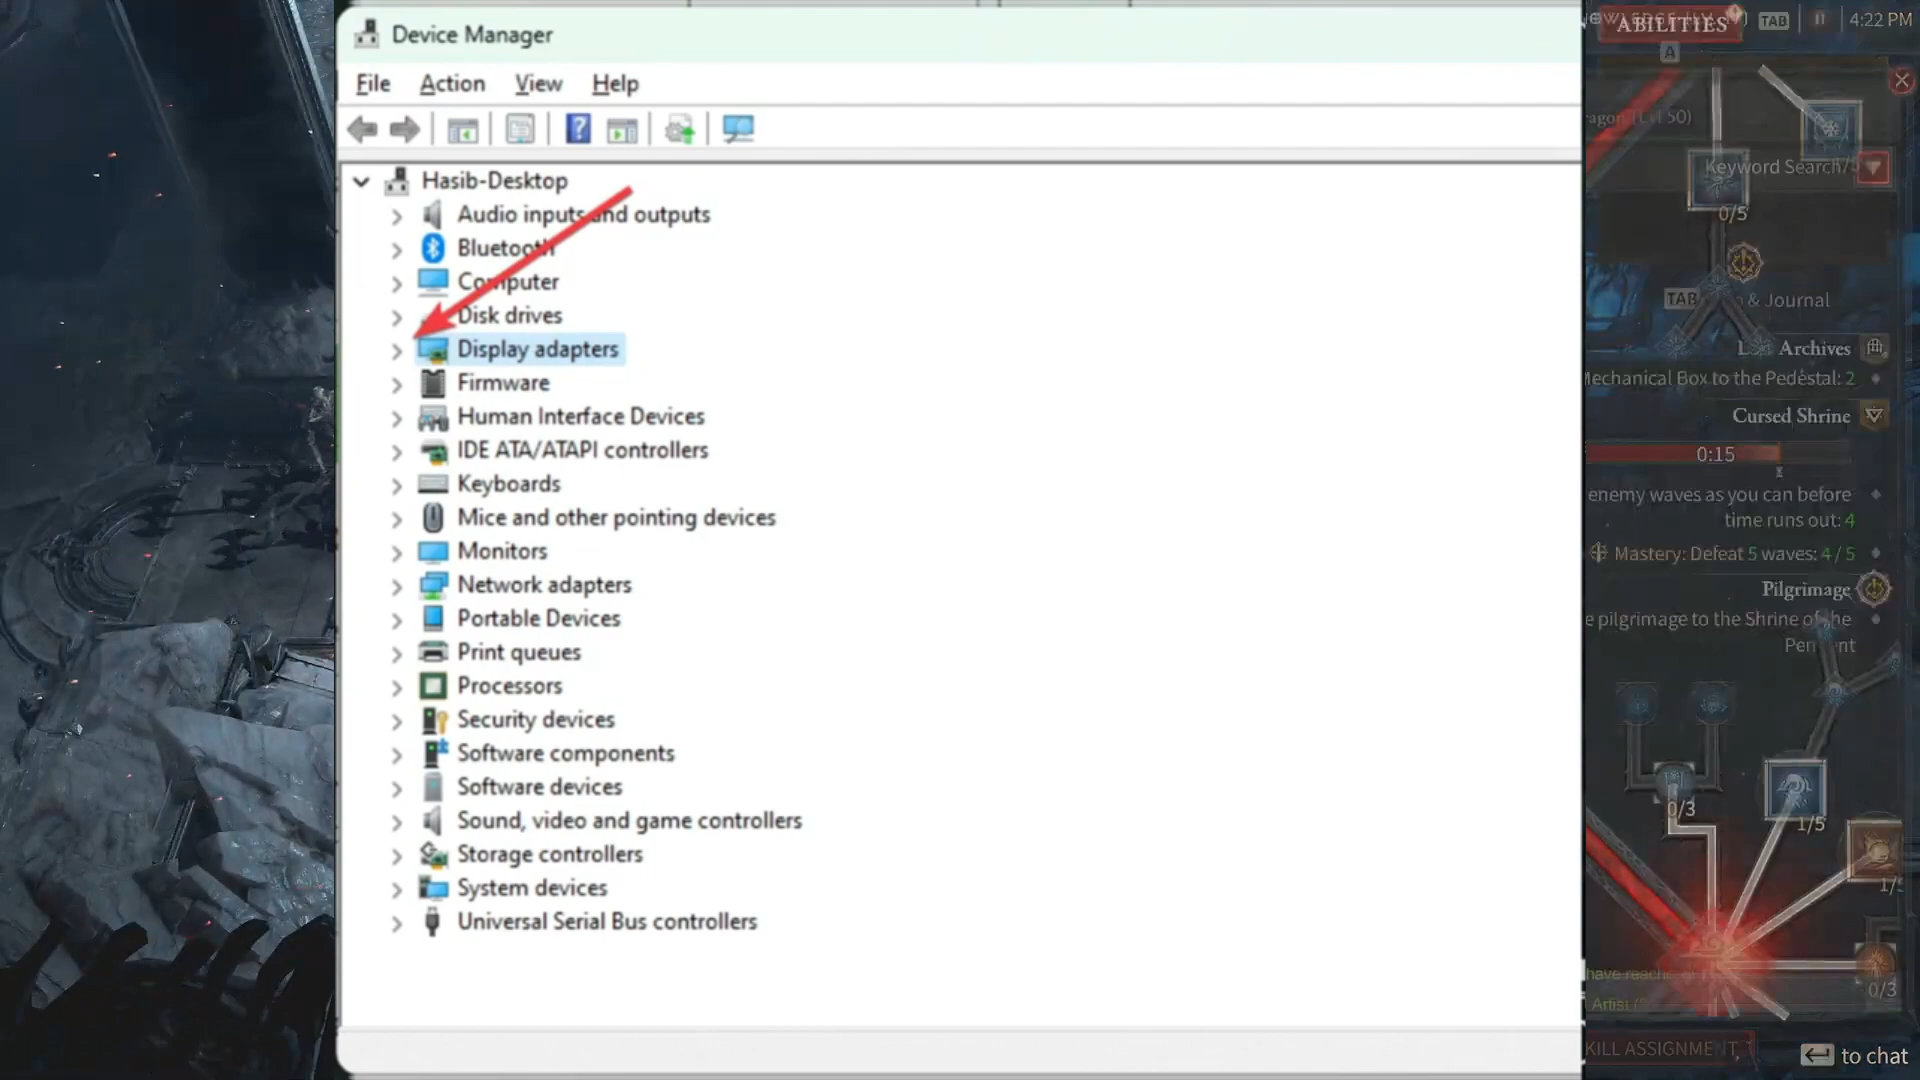 Device Manager
File Action View Help
Hasib-Desktop
Audio inputs and outputs
Bluetooth
Computer
Disk drives
Display adapters
Firmware
Human Interface Devices
IDE ATA/ATAPI controllers
Keyboards
Mice and other pointing devices
Monitors
Network adapters
Portable Devices
Print queues
Processors
Security devices
Software components
Software devices
Sound, video and game controllers
Storage controllers
System devices
Universal Serial Bus controllers
ABILITIES TAB 4:22 PM
A
Keyword Search
0/5
TAB & Journal
Archives
Mechanical Box to the Pedestal: 2
Cursed Shrine
0:15
enemy waves as you can before
time runs out: 4
Mastery: Defeat 5 waves: 4 / 5
Pilgrimage
pilgrimage to the Shrine of the
0/3
1/5
0/3
KILL ASSIGNMENT
to chat